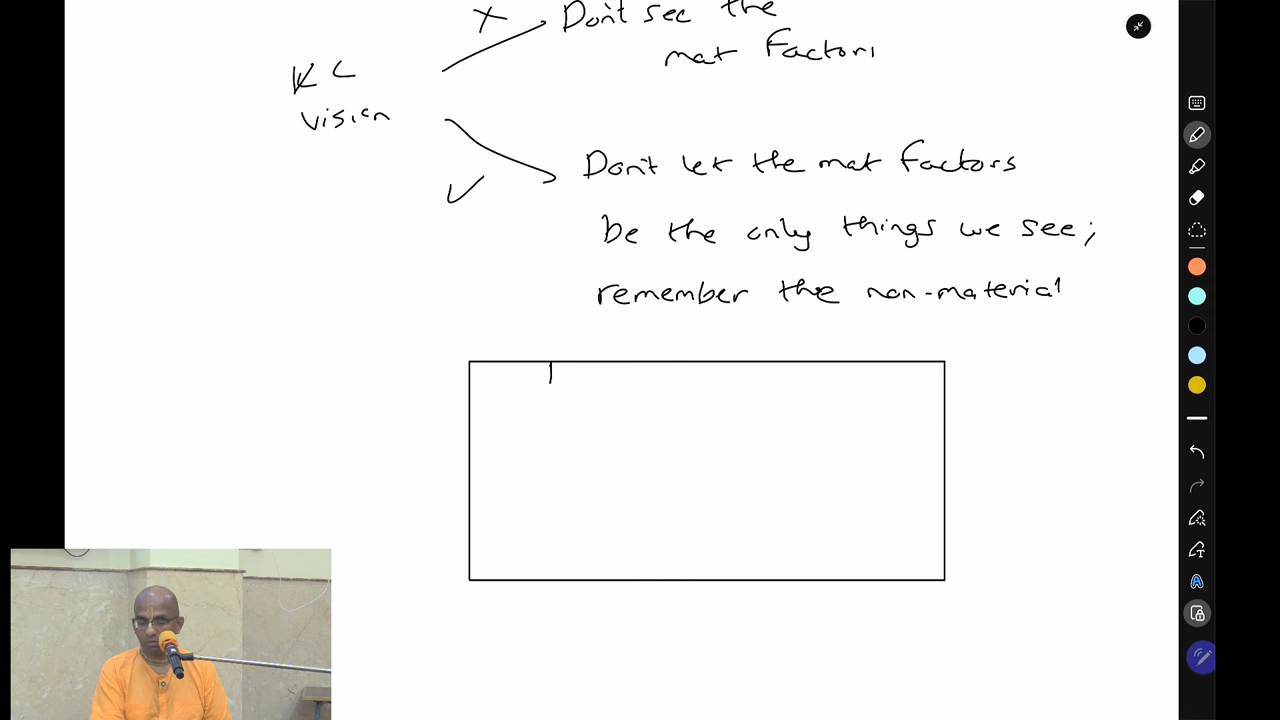 Don't see the
mat Factors
KC
vision
Don't let the mat factors
be the only things we see;
remember the non-material